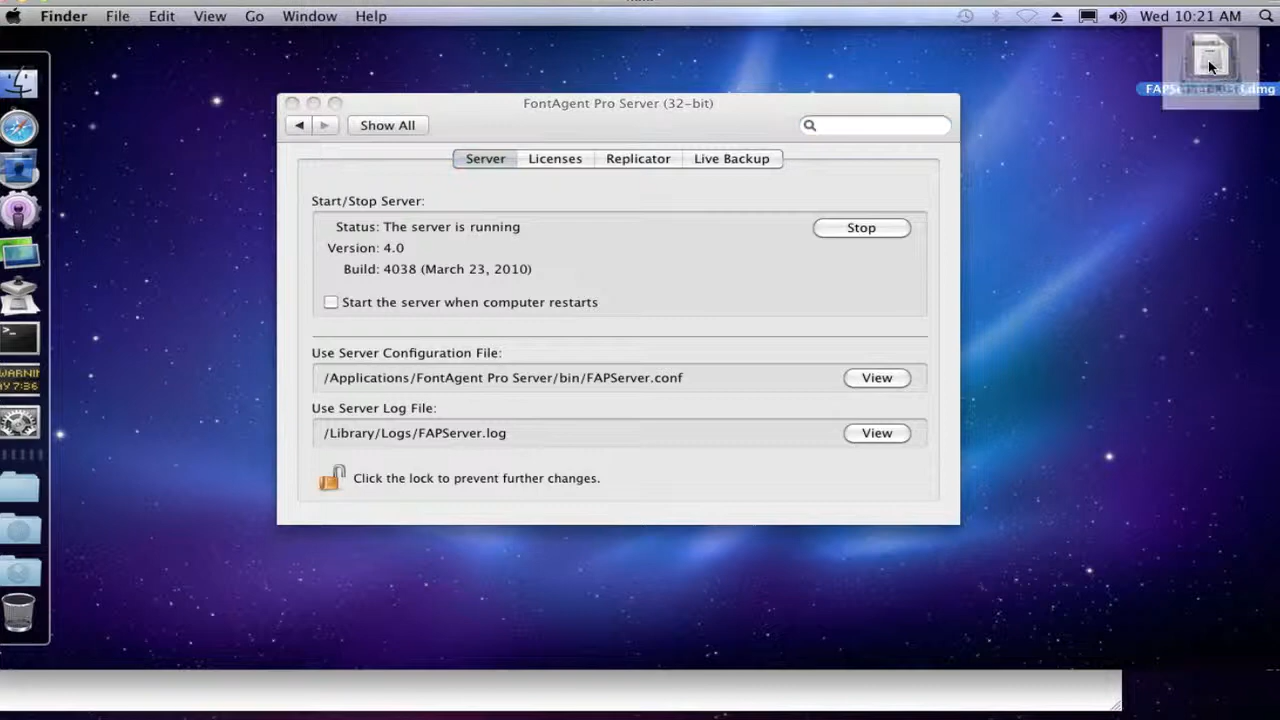 Finder File Edit View Go Window Help Wed 10:21 AM
FontAgent Pro Server (32-bit)
Show All
Server Licenses Replicator Live Backup
Start/Stop Server:
Status: The server is running
Stop
Version: 4.0
Build: 4038 (March 23, 2010)
Start the server when computer restarts
Use Server Configuration File:
/Applications/FontAgent Pro Server/bin/FAPServer.conf
View
Use Server Log File:
/Library/Logs/FAPServer.log
View
Click the lock to prevent further changes.